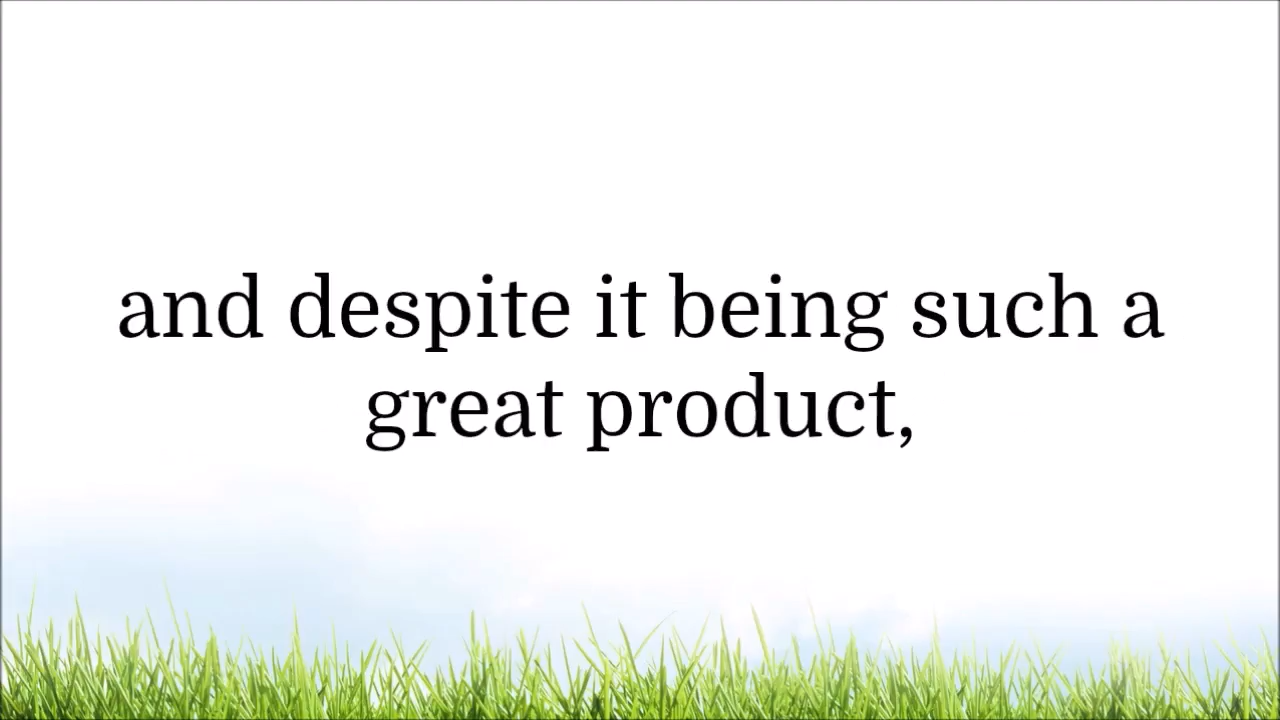 and despite it being such a
great product,